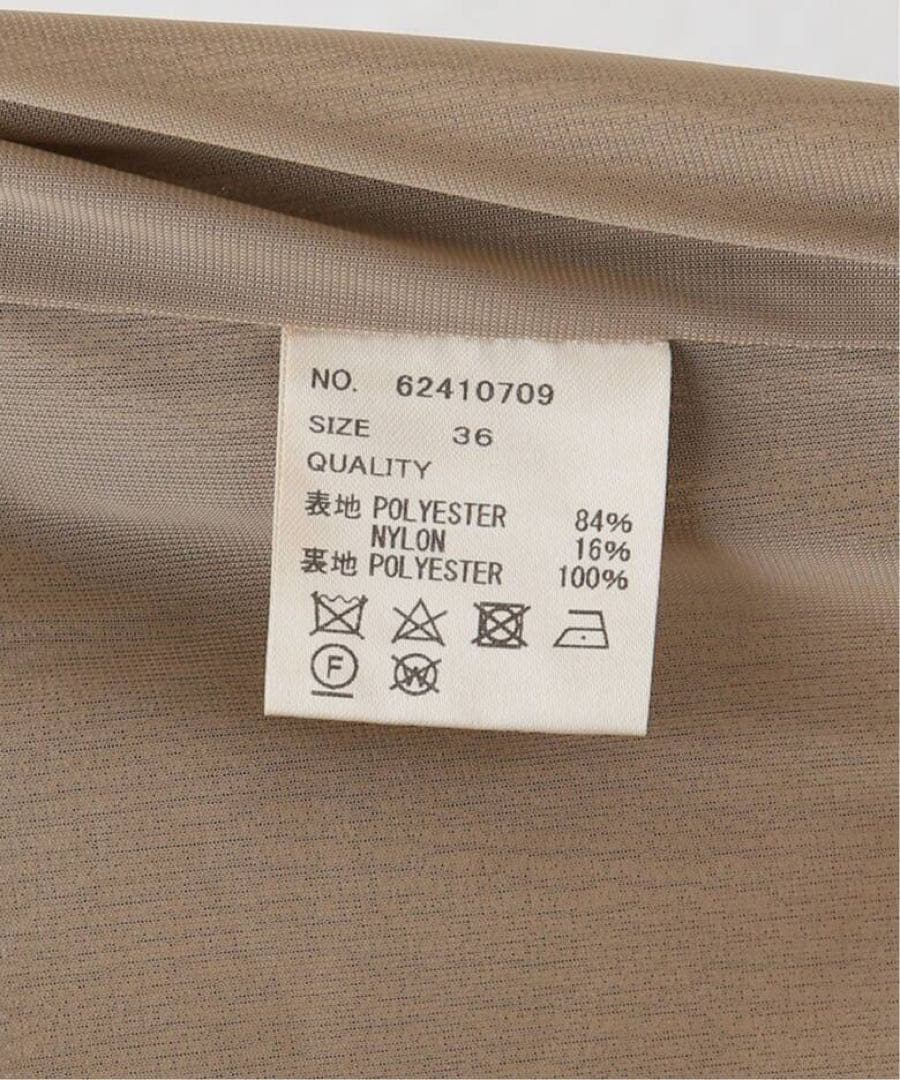 NO. 62410709
SIZE 36
QUALITY
表地 POLYESTER 84%
NYLON 16%
裏地 POLYESTER 100%
F W